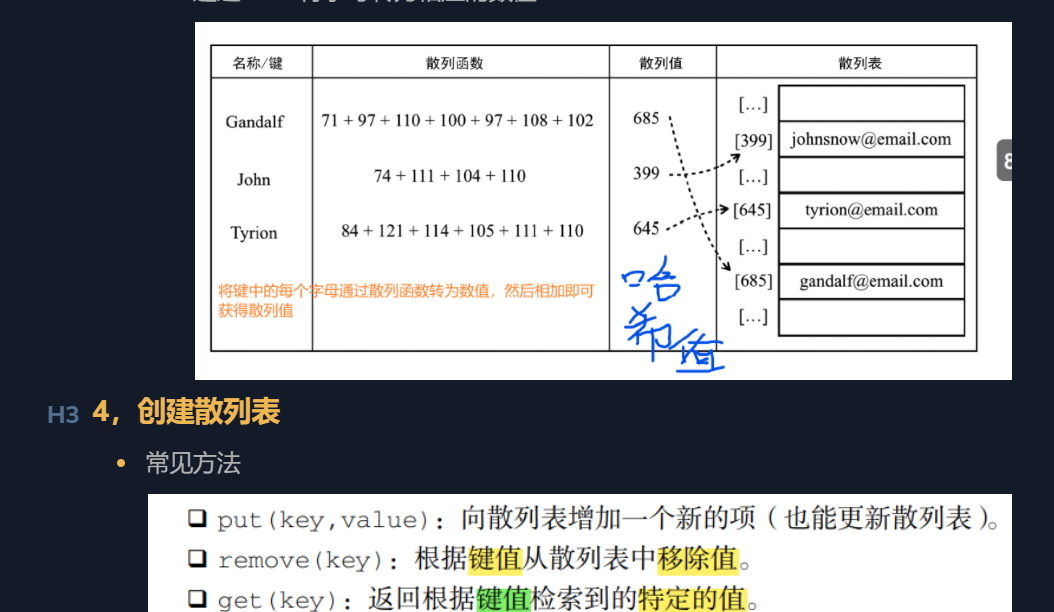 名称/键 散列函数 散列值 散列表
Gandalf 71 + 97 + 110 + 100 + 97 + 108 + 102 685
John 74 + 111 + 104 + 110 399
Tyrion 84 + 121 + 114 + 105 + 111 + 110 645
[…]
[399] johnsnow@email.com
[…]
[645] tyrion@email.com
[…]
[685] gandalf@email.com
[…]
将键中的每个字母通过散列函数转为数值，然后相加即可
获得散列值
哈
希值
H3 4，创建散列表
常见方法
put(key,value)：向散列表增加一个新的项（也能更新散列表）。
remove(key)：根据键值从散列表中移除值。
get(key)：返回根据键值检索到的特定的值。